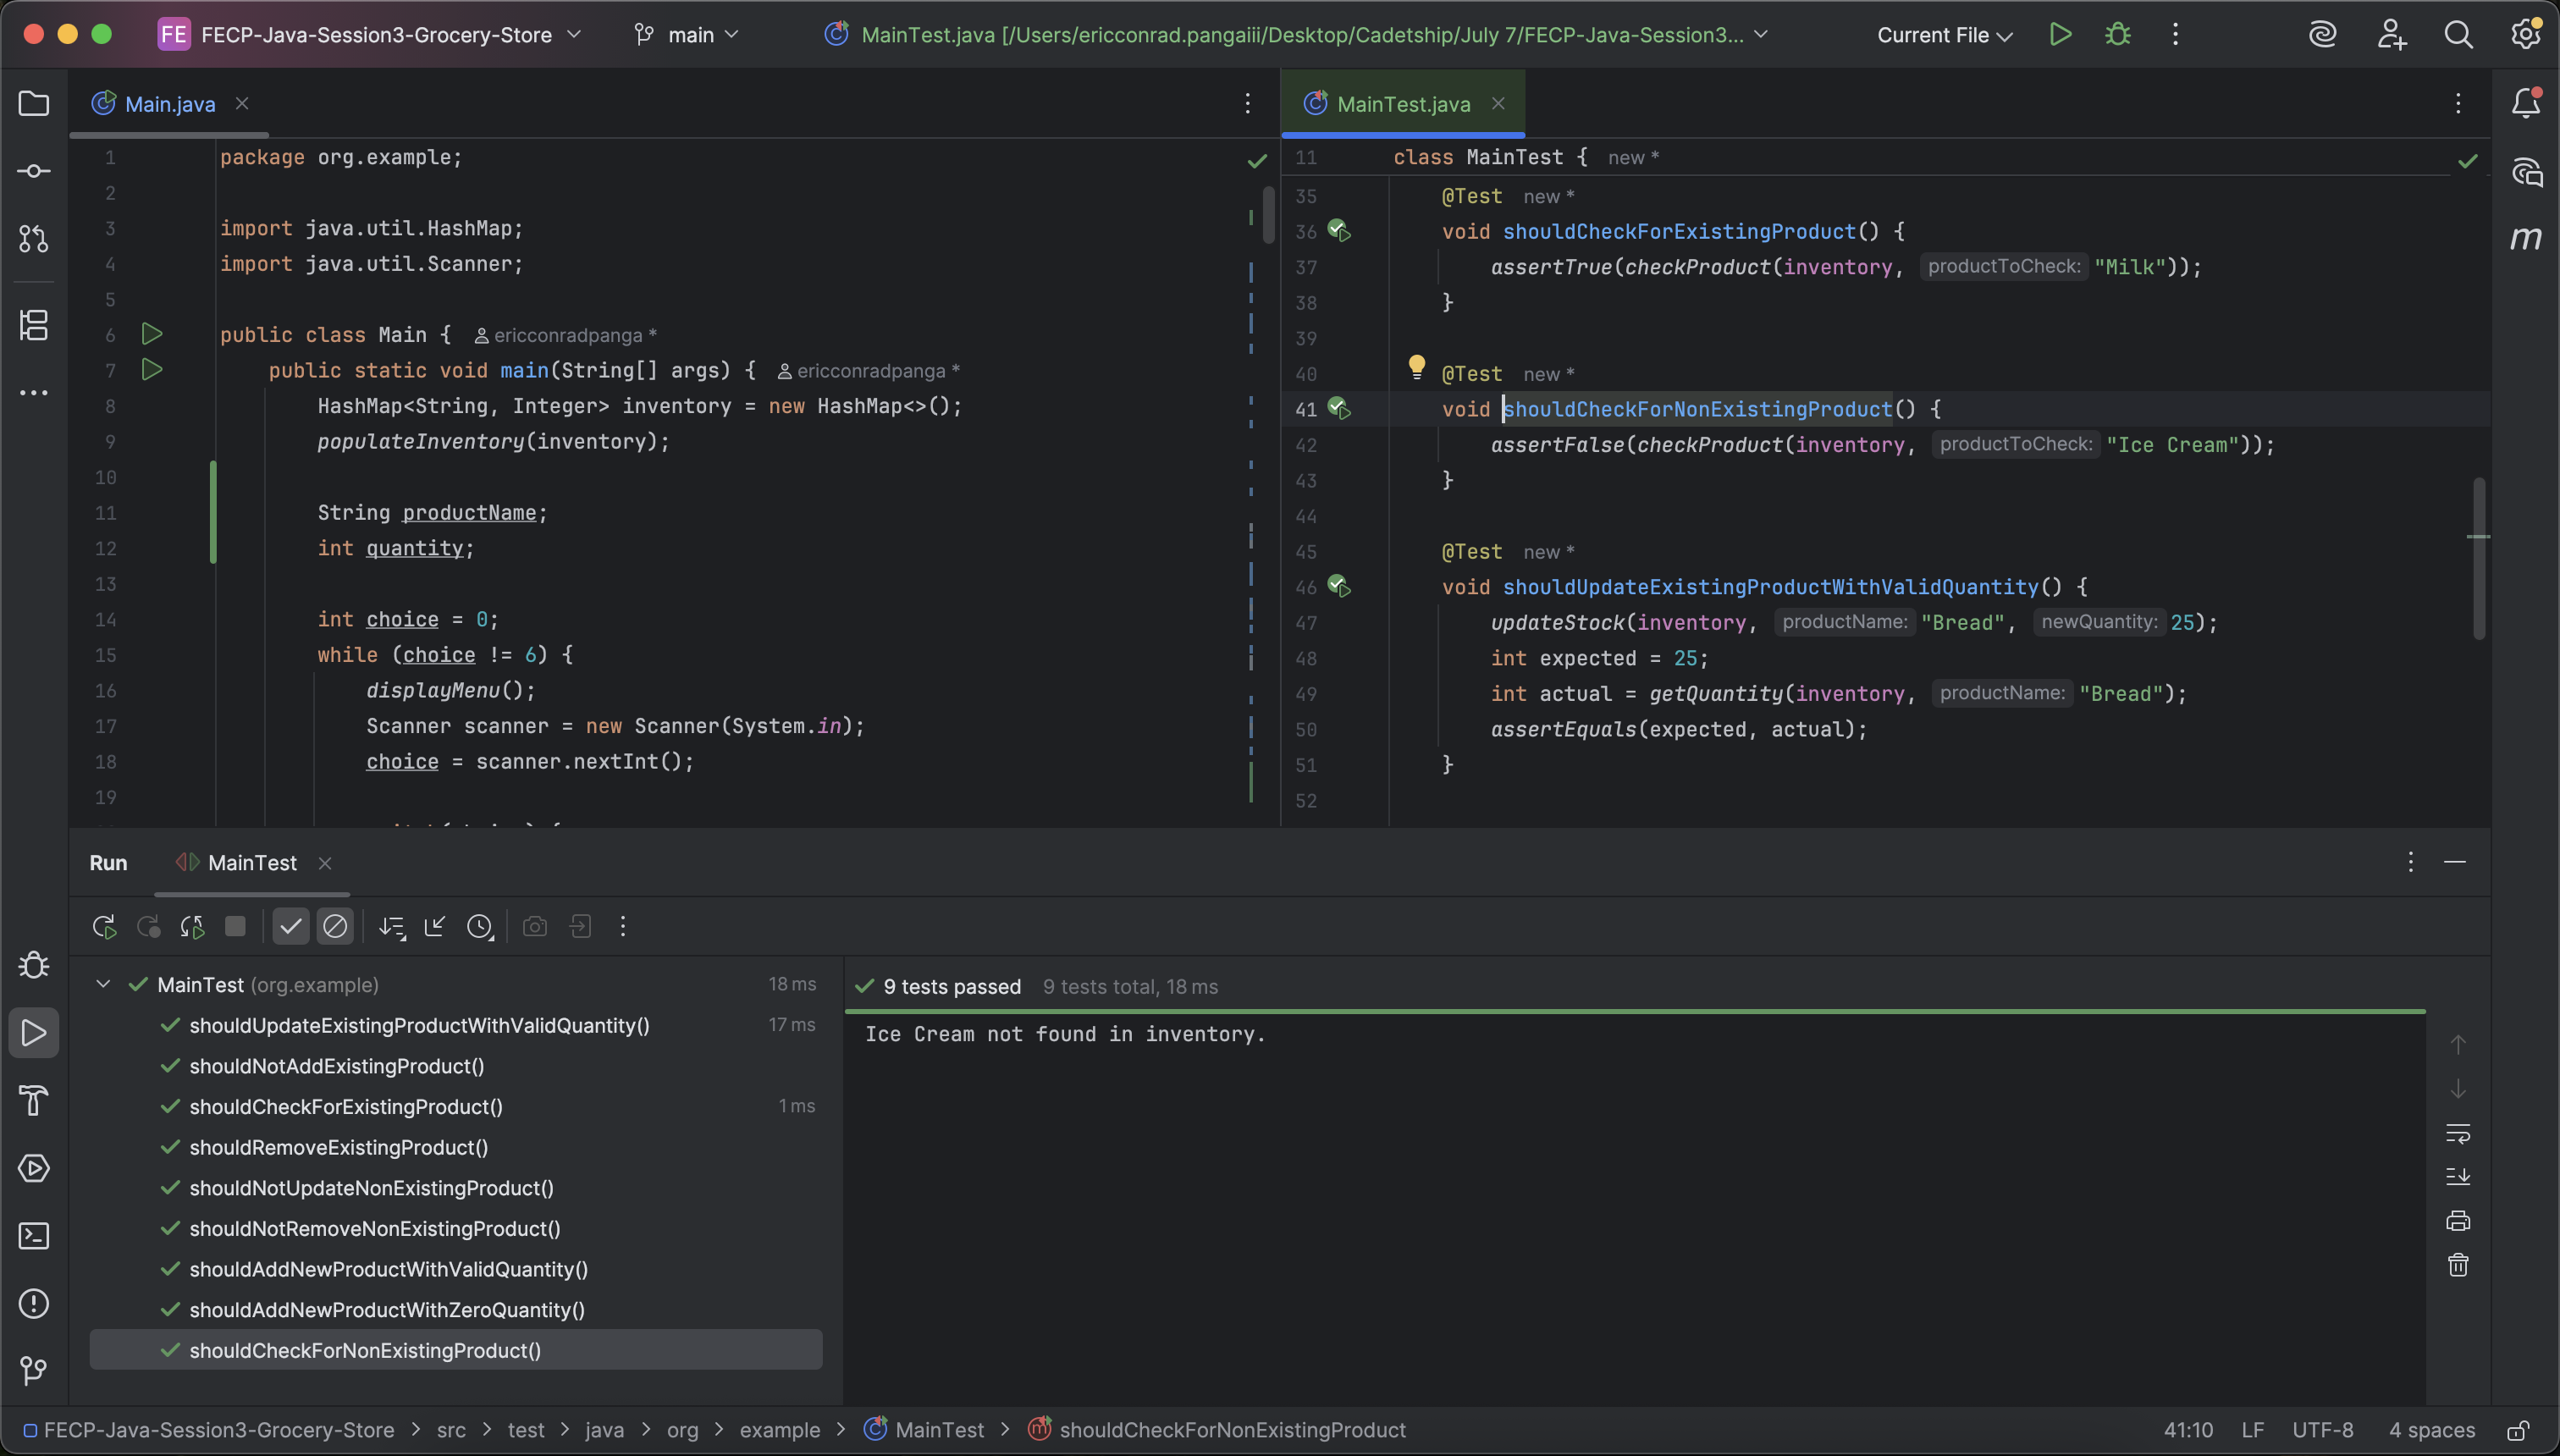 FE FECP-Java-Session3-Grocery-Store main MainTest.java [/Users/ericconrad.pangaiii/Desktop/Cadetship/July 7/FECP-Java-Session3... Current File
Main.java
1 package org.example;
2
3 import java.util.HashMap;
4 import java.util.Scanner;
5
6 public class Main { ericconradpanga *
7 public static void main(String[] args) { ericconradpanga *
8 HashMap<String, Integer> inventory = new HashMap<>();
9 populateInventory(inventory);
10
11 String productName;
12 int quantity;
13
14 int choice = 0;
15 while (choice != 6) {
16 displayMenu();
17 Scanner scanner = new Scanner(System.in);
18 choice = scanner.nextInt();
19
MainTest.java
11 class MainTest { new *
35 @Test new *
36 void shouldCheckForExistingProduct() {
37 assertTrue(checkProduct(inventory, productToCheck: "Milk"));
38 }
39
40 @Test new *
41 void shouldCheckForNonExistingProduct() {
42 assertFalse(checkProduct(inventory, productToCheck: "Ice Cream"));
43 }
44
45 @Test new *
46 void shouldUpdateExistingProductWithValidQuantity() {
47 updateStock(inventory, productName: "Bread", newQuantity: 25);
48 int expected = 25;
49 int actual = getQuantity(inventory, productName: "Bread");
50 assertEquals(expected, actual);
51 }
52
m
Run MainTest
MainTest (org.example) 18 ms
shouldUpdateExistingProductWithValidQuantity() 17 ms
shouldNotAddExistingProduct()
shouldCheckForExistingProduct() 1 ms
shouldRemoveExistingProduct()
shouldNotUpdateNonExistingProduct()
shouldNotRemoveNonExistingProduct()
shouldAddNewProductWithValidQuantity()
shouldAddNewProductWithZeroQuantity()
shouldCheckForNonExistingProduct()
9 tests passed 9 tests total, 18 ms
Ice Cream not found in inventory.
FECP-Java-Session3-Grocery-Store > src > test > java > org > example > MainTest > shouldCheckForNonExistingProduct 41:10 LF UTF-8 4 spaces